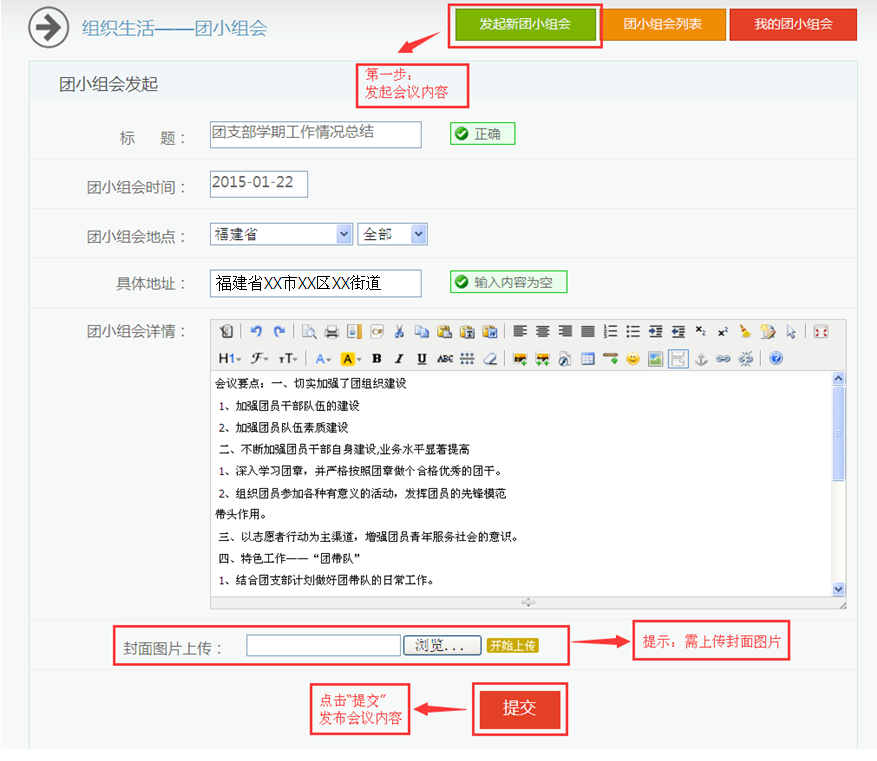 组织生活——团小组会
发起新团小组会
团小组会列表
我的团小组会
第一步：
发起会议内容
团小组会发起
标 题：
团支部学期工作情况总结
正确
团小组会时间：
2015-01-22
团小组会地点：
福建省
全部
具体地址：
福建省XX市XX区XX街道
输入内容为空
团小组会详情：
会议要点：一、切实加强了团组织建设
1、加强团员干部队伍的建设
2、加强团员队伍素质建设
二、不断加强团员干部自身建设,业务水平显著提高
1、深入学习团章，并严格按照团章做个合格优秀的团干。
2、组织团员参加各种有意义的活动，发挥团员的先锋模范
带头作用。
三、以志愿者行动为主渠道，增强团员青年服务社会的意识。
四、特色工作——“团带队”
1、结合团支部计划做好团带队的日常工作。
封面图片上传：
浏览...
开始上传
提示：需上传封面图片
点击“提交”
发布会议内容
提交